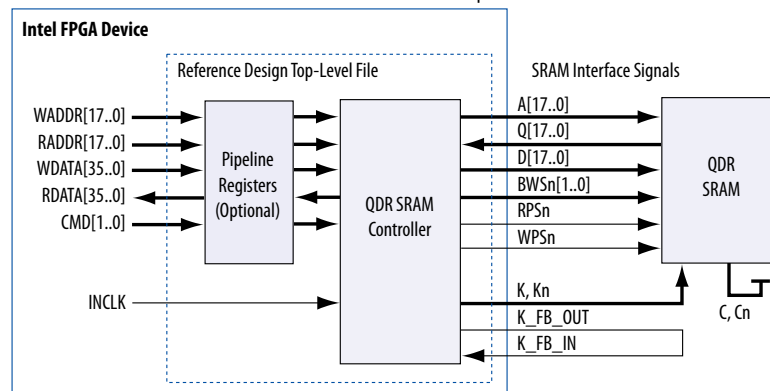 Intel FPGA Device
Reference Design Top-Level File
SRAM Interface Signals
WADDR[17..0]
RADDR[17..0]
WDATA[35..0]
RDATA[35..0]
CMD[1..0]
INCLK
Pipeline
Registers
(Optional)
QDR SRAM
Controller
A[17..0]
Q[17..0]
D[17..0]
BWSn[1..0]
RPSn
WPSn
K, Kn
K_FB_OUT
K_FB_IN
QDR
SRAM
C, Cn